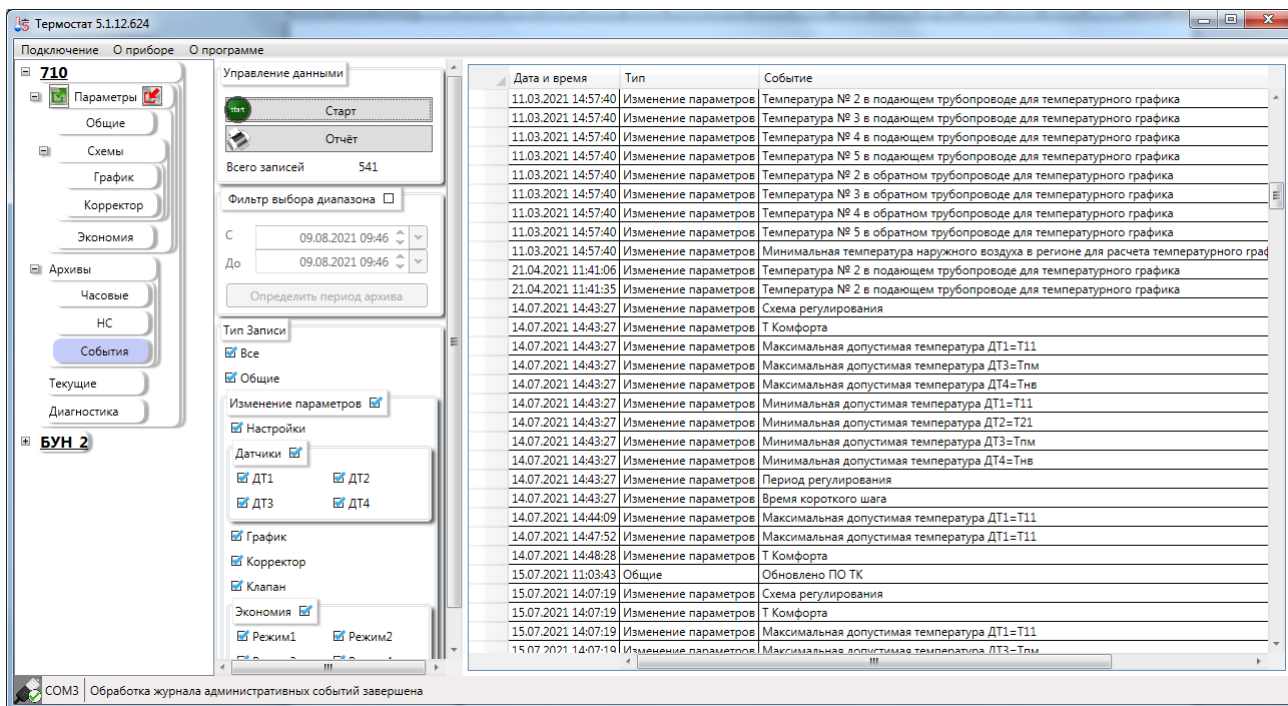 Термостат 5.1.12.624
Подключение О приборе О программе
710
Параметры
Общие
Схемы
График
Корректор
Экономия
Архивы
Часовые
НС
События
Текущие
Диагностика
БУН 2
Управление данными
start
Старт
Отчёт
Всего записей 541
Фильтр выбора диапазона
С 09.08.2021 09:46
До 09.08.2021 09:46
Определить период архива
Тип Записи
Все
Общие
Изменение параметров
Настройки
Датчики
ДТ1 ДТ2
ДТ3 ДТ4
График
Корректор
Клапан
Экономия
Режим1 Режим2
Дата и время Тип Событие
11.03.2021 14:57:40 Изменение параметров Температура № 2 в подающем трубопроводе для температурного графика
11.03.2021 14:57:40 Изменение параметров Температура № 3 в подающем трубопроводе для температурного графика
11.03.2021 14:57:40 Изменение параметров Температура № 4 в подающем трубопроводе для температурного графика
11.03.2021 14:57:40 Изменение параметров Температура № 5 в подающем трубопроводе для температурного графика
11.03.2021 14:57:40 Изменение параметров Температура № 2 в обратном трубопроводе для температурного графика
11.03.2021 14:57:40 Изменение параметров Температура № 3 в обратном трубопроводе для температурного графика
11.03.2021 14:57:40 Изменение параметров Температура № 4 в обратном трубопроводе для температурного графика
11.03.2021 14:57:40 Изменение параметров Температура № 5 в обратном трубопроводе для температурного графика
11.03.2021 14:57:40 Изменение параметров Минимальная температура наружного воздуха в регионе для расчета температурного граф
21.04.2021 11:41:06 Изменение параметров Температура № 2 в подающем трубопроводе для температурного графика
21.04.2021 11:41:35 Изменение параметров Температура № 2 в подающем трубопроводе для температурного графика
14.07.2021 14:43:27 Изменение параметров Схема регулирования
14.07.2021 14:43:27 Изменение параметров Т Комфорта
14.07.2021 14:43:27 Изменение параметров Максимальная допустимая температура ДТ1=Т11
14.07.2021 14:43:27 Изменение параметров Максимальная допустимая температура ДТ3=Тпм
14.07.2021 14:43:27 Изменение параметров Максимальная допустимая температура ДТ4=Тнв
14.07.2021 14:43:27 Изменение параметров Минимальная допустимая температура ДТ1=Т11
14.07.2021 14:43:27 Изменение параметров Минимальная допустимая температура ДТ2=Т21
14.07.2021 14:43:27 Изменение параметров Минимальная допустимая температура ДТ3=Тпм
14.07.2021 14:43:27 Изменение параметров Минимальная допустимая температура ДТ4=Тнв
14.07.2021 14:43:27 Изменение параметров Период регулирования
14.07.2021 14:43:27 Изменение параметров Время короткого шага
14.07.2021 14:44:09 Изменение параметров Максимальная допустимая температура ДТ1=Т11
14.07.2021 14:47:52 Изменение параметров Максимальная допустимая температура ДТ1=Т11
14.07.2021 14:48:28 Изменение параметров Т Комфорта
15.07.2021 11:03:43 Общие Обновлено ПО ТК
15.07.2021 14:07:19 Изменение параметров Схема регулирования
15.07.2021 14:07:19 Изменение параметров Т Комфорта
15.07.2021 14:07:19 Изменение параметров Максимальная допустимая температура ДТ1=Т11
15.07.2021 14:07:19 Изменение параметров Максимальная допустимая температура ДТ3=Тпм
COM3 Обработка журнала административных событий завершена